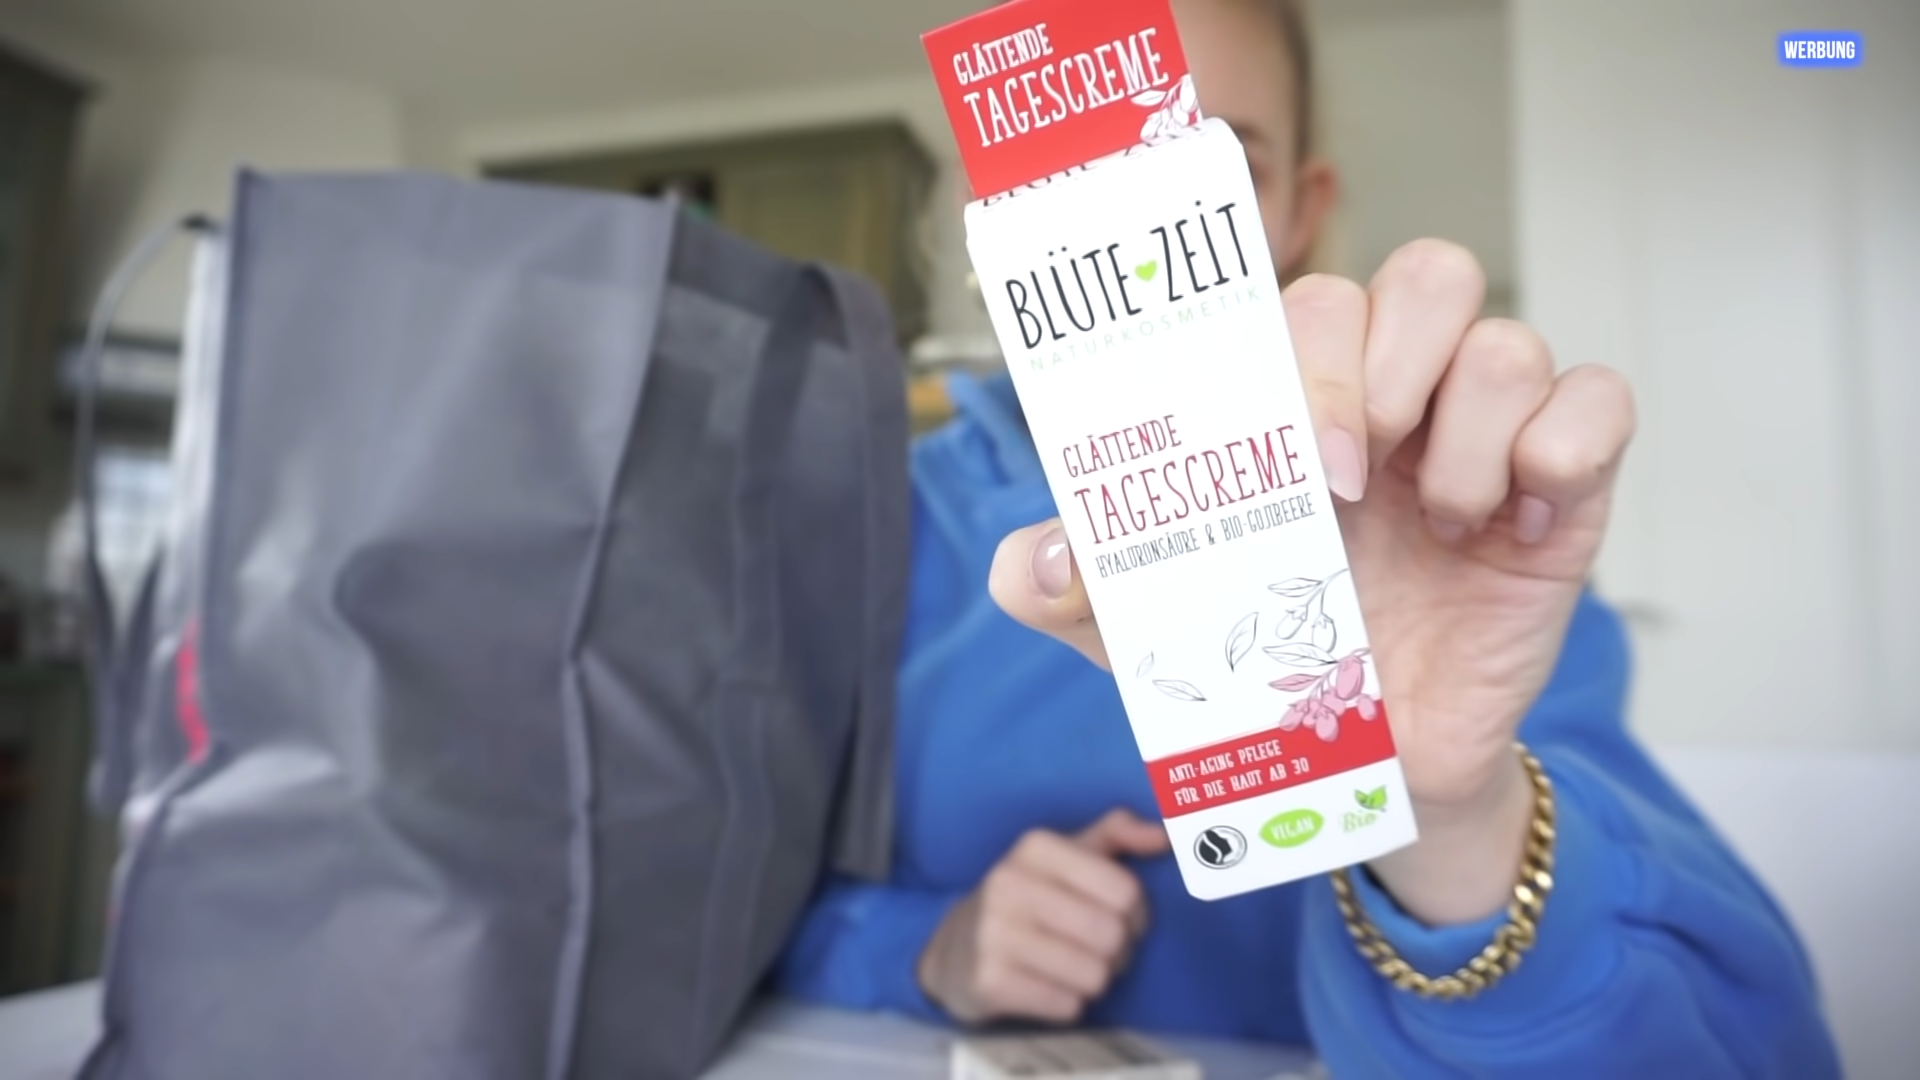 WERBUNG
GLÄTTENDE
TAGESCREME
BLÜTE ZEIT
NATURKOSMETIK
GLÄTTENDE
TAGESCREME
HYALURONSÄURE & BIO-GOJIBEERE
ANTI-AGING PFLEGE
FÜR DIE HAUT AB 30
VEGAN
Bio